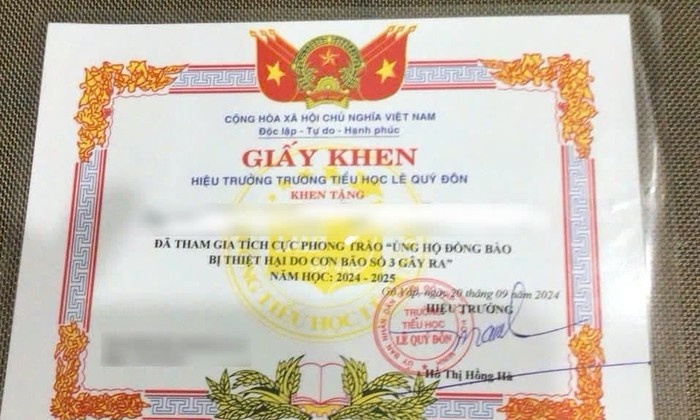 CỘNG HÒA XÃ HỘI CHỦ NGHĨA VIỆT NAM
Độc lập - Tự do - Hạnh phúc
GIẤY KHEN
HIỆU TRƯỞNG TRƯỜNG TIỂU HỌC LÊ QUÝ ĐÔN
KHEN TẶNG
ĐÃ THAM GIA TÍCH CỰC PHONG TRÀO “ỦNG HỘ ĐỒNG BÀO
BỊ THIỆT HẠI DO CƠN BÃO SỐ 3 GÂY RA”
NĂM HỌC: 2024 - 2025
Gò Vấp, ngày 20 tháng 09 năm 2024
HIỆU TRƯỞNG
TRƯỜNG
TIỂU HỌC
LÊ QUÝ ĐÔN
Hồ Thị Hồng Hà